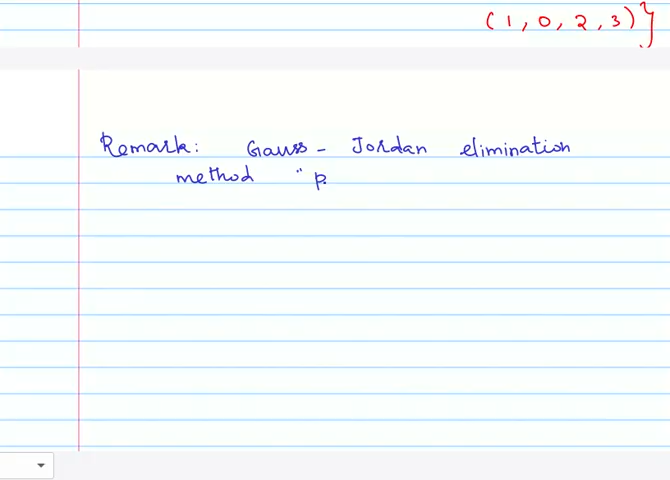 (1, 0, 2, 3)}
Remark: Gauss - Jordan elimination
method "p